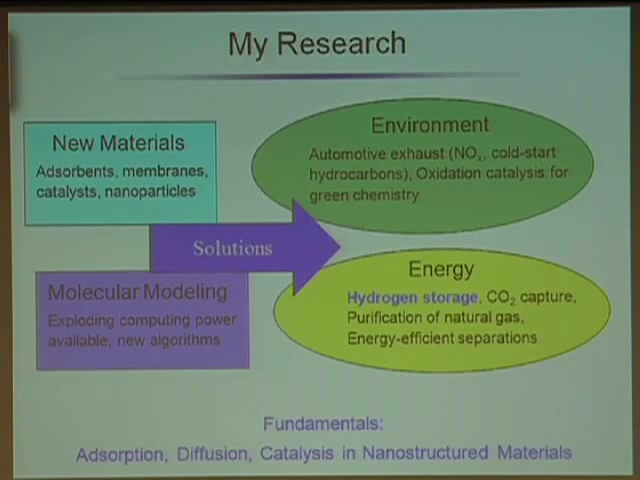 My Research
New Materials
Adsorbents, membranes,
catalysts, nanoparticles
Environment
Automotive exhaust (NOx, cold-start
hydrocarbons), Oxidation catalysis for
green chemistry
Solutions
Molecular Modeling
Exploding computing power
available, new algorithms
Energy
Hydrogen storage, CO2 capture,
Purification of natural gas,
Energy-efficient separations
Fundamentals:
Adsorption, Diffusion, Catalysis in Nanostructured Materials